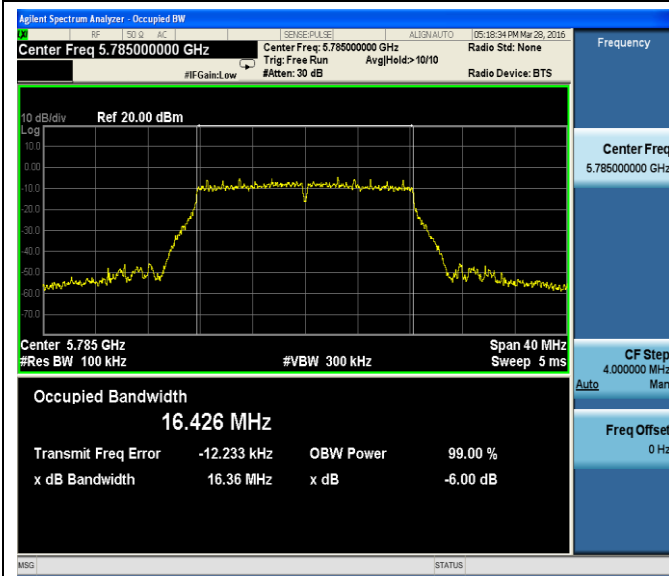 Agilent Spectrum Analyzer - Occupied BW
LXI RF 50 Ω AC SENSE:PULSE ALIGNAUTO 05:18:34 PM Mar 28, 2016
Center Freq 5.785000000 GHz
Center Freq: 5.785000000 GHz
Radio Std: None
Trig: Free Run Avg|Hold:> 10/10
#IFGain:Low #Atten: 30 dB Radio Device: BTS
10 dB/div Ref 20.00 dBm
Log
10.0
0.00
-10.0
-20.0
-30.0
-40.0
-50.0
-60.0
-70.0
Center 5.785 GHz Span 40 MHz
#Res BW 100 kHz #VBW 300 kHz Sweep 5 ms
Occupied Bandwidth
16.426 MHz
Transmit Freq Error -12.233 kHz OBW Power 99.00 %
x dB Bandwidth 16.36 MHz x dB -6.00 dB
MSG STATUS
Frequency
Center Freq
5.785000000 GHz
CF Step
4.000000 MHz
Auto Man
Freq Offset
0 Hz